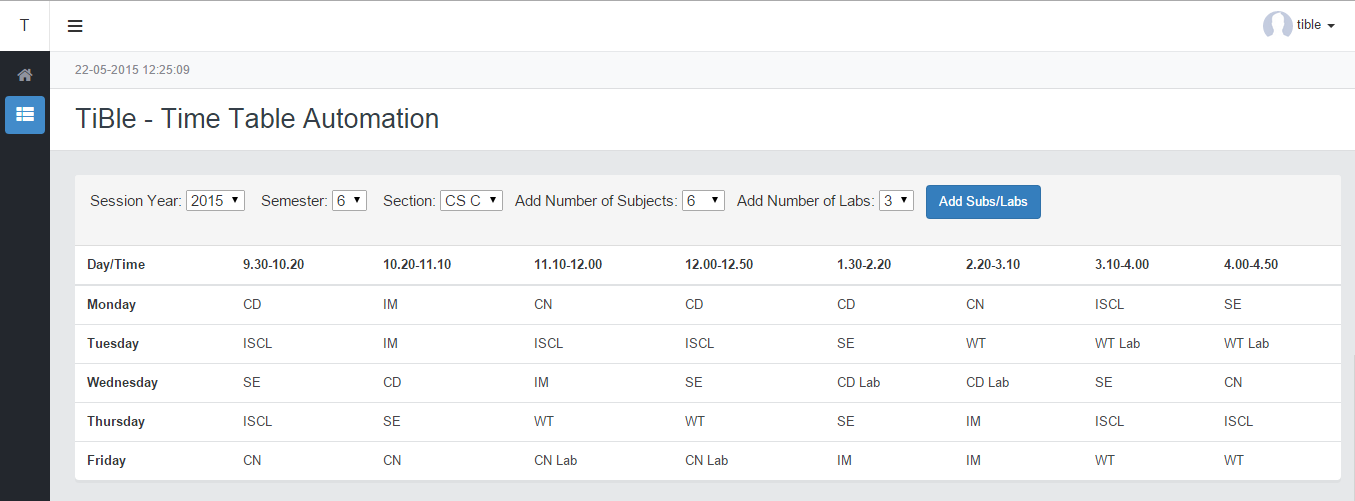 T
tible
22-05-2015 12:25:09
TiBle - Time Table Automation
Session Year: 2015 Semester: 6 Section: CS C Add Number of Subjects: 6 Add Number of Labs: 3 Add Subs/Labs
Day/Time 9.30-10.20 10.20-11.10 11.10-12.00 12.00-12.50 1.30-2.20 2.20-3.10 3.10-4.00 4.00-4.50
Monday CD IM CN CD CD CN ISCL SE
Tuesday ISCL IM ISCL ISCL SE WT WT Lab WT Lab
Wednesday SE CD IM SE CD Lab CD Lab SE CN
Thursday ISCL SE WT WT SE IM ISCL ISCL
Friday CN CN CN Lab CN Lab IM IM WT WT